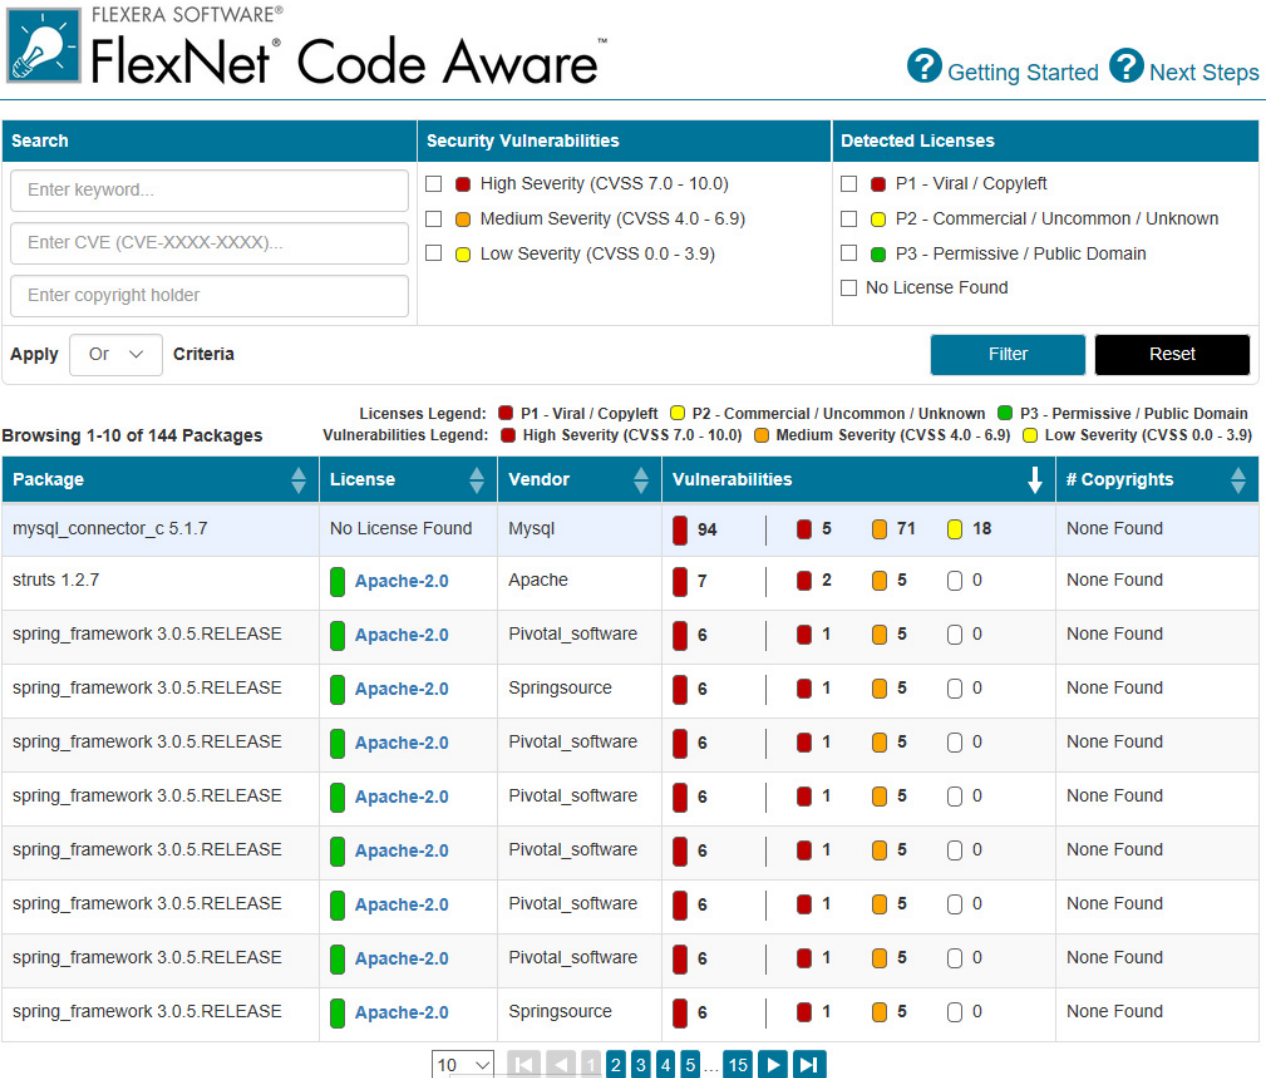 FLEXERA SOFTWARE®
FlexNet® Code Aware™
? Getting Started ? Next Steps
Search Security Vulnerabilities Detected Licenses
Enter keyword... High Severity (CVSS 7.0 - 10.0) P1 - Viral / Copyleft
Medium Severity (CVSS 4.0 - 6.9) P2 - Commercial / Uncommon / Unknown
Enter CVE (CVE-XXXX-XXXX)... Low Severity (CVSS 0.0 - 3.9) P3 - Permissive / Public Domain
Enter copyright holder No License Found
Apply Or Criteria Filter Reset
Licenses Legend: P1 - Viral / Copyleft P2 - Commercial / Uncommon / Unknown P3 - Permissive / Public Domain
Browsing 1-10 of 144 Packages Vulnerabilities Legend: High Severity (CVSS 7.0 - 10.0) Medium Severity (CVSS 4.0 - 6.9) Low Severity (CVSS 0.0 - 3.9)
Package License Vendor Vulnerabilities # Copyrights
mysql_connector_c 5.1.7 No License Found Mysql 94 5 71 18 None Found
struts 1.2.7 Apache-2.0 Apache 7 2 5 0 None Found
spring_framework 3.0.5.RELEASE Apache-2.0 Pivotal_software 6 1 5 0 None Found
spring_framework 3.0.5.RELEASE Apache-2.0 Springsource 6 1 5 0 None Found
spring_framework 3.0.5.RELEASE Apache-2.0 Pivotal_software 6 1 5 0 None Found
spring_framework 3.0.5.RELEASE Apache-2.0 Pivotal_software 6 1 5 0 None Found
spring_framework 3.0.5.RELEASE Apache-2.0 Pivotal_software 6 1 5 0 None Found
spring_framework 3.0.5.RELEASE Apache-2.0 Pivotal_software 6 1 5 0 None Found
spring_framework 3.0.5.RELEASE Apache-2.0 Pivotal_software 6 1 5 0 None Found
spring_framework 3.0.5.RELEASE Apache-2.0 Springsource 6 1 5 0 None Found
10 1 2 3 4 5 ... 15